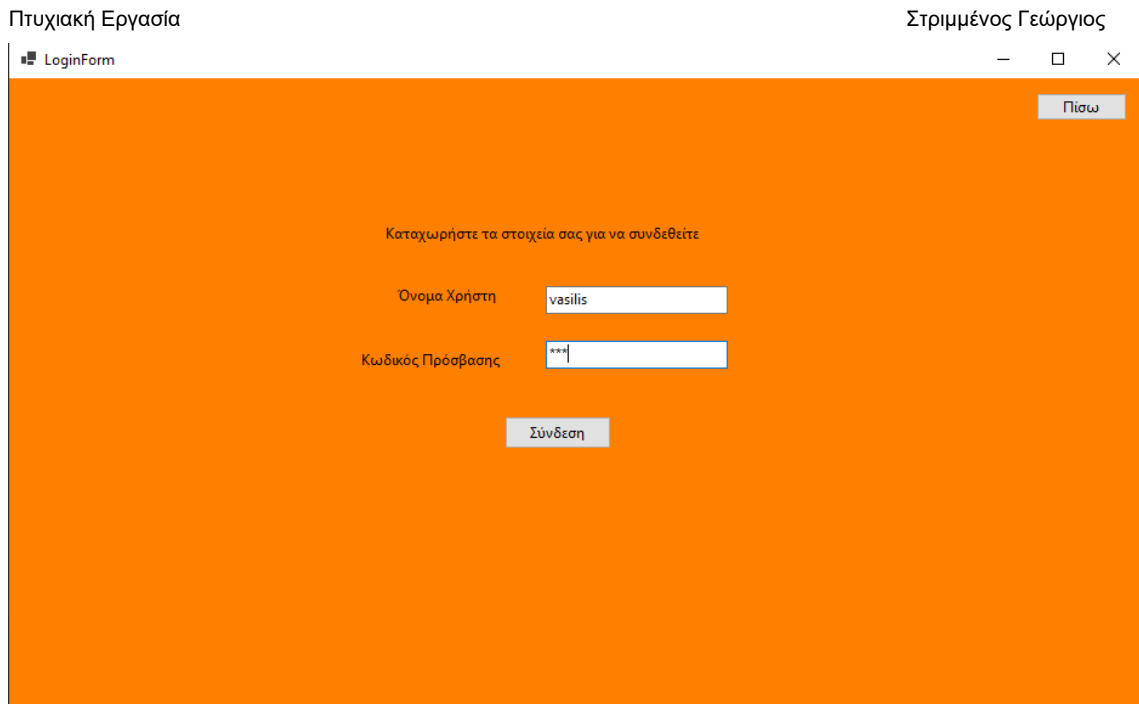 Πτυχιακή Εργασία Στριμμένος Γεώργιος
LoginForm
Πίσω
Καταχωρήστε τα στοιχεία σας για να συνδεθείτε
Όνομα Χρήστη vasilis
Κωδικός Πρόσβασης ***
Σύνδεση